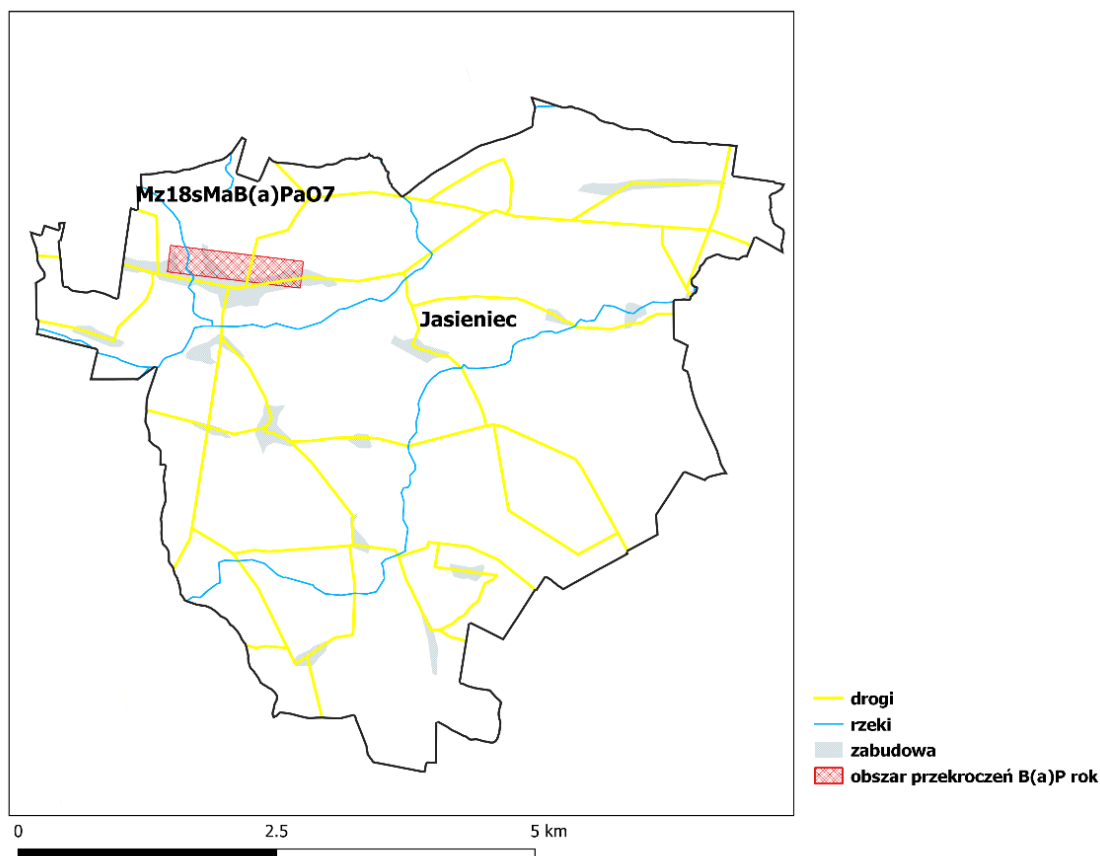 Mz18sMaB(a)PaO7
Jasieniec
drogi
rzeki
zabudowa
obszar przekroczeń B(a)P rok
0 2.5 5 km